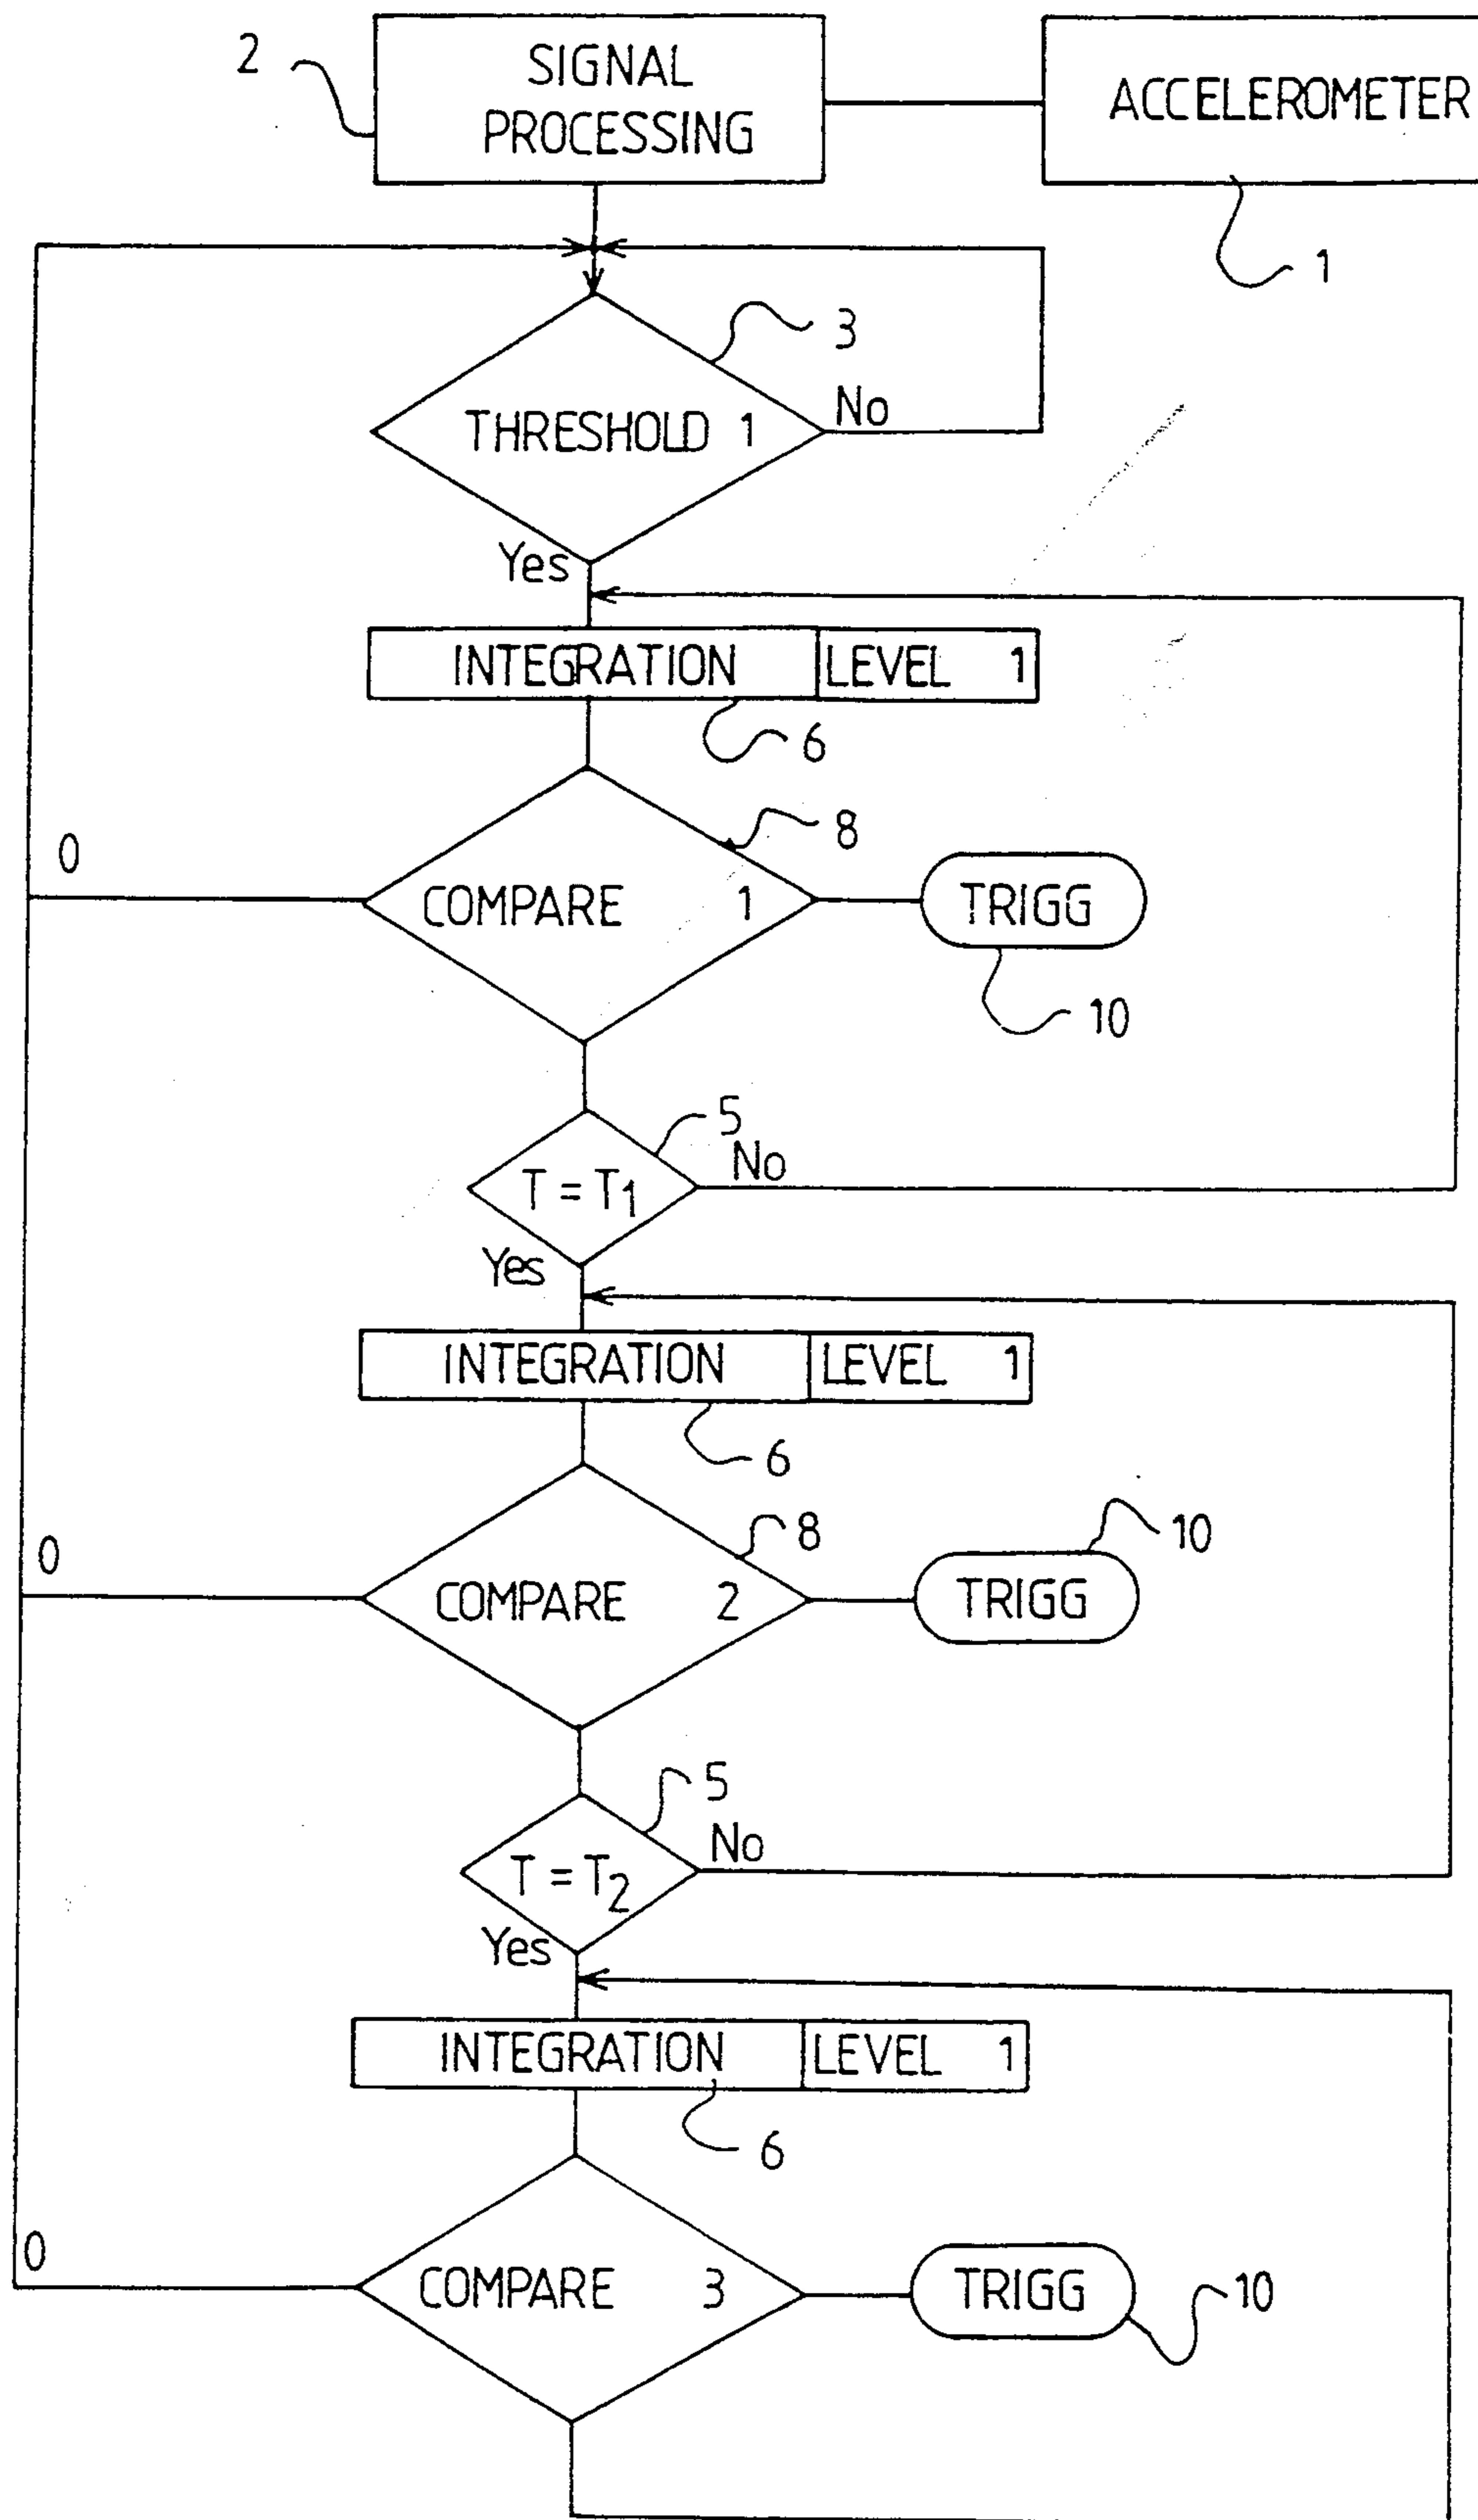 2
SIGNAL
PROCESSING
ACCELEROMETER
1
3
THRESHOLD 1
No
Yes
INTEGRATION LEVEL 1
6
8
0
COMPARE 1
TRIGG
10
5
No
T = T1
Yes
INTEGRATION LEVEL 1
6
8
10
0
COMPARE 2
TRIGG
5
No
T = T2
Yes
INTEGRATION LEVEL 1
6
0
COMPARE 3
TRIGG
10